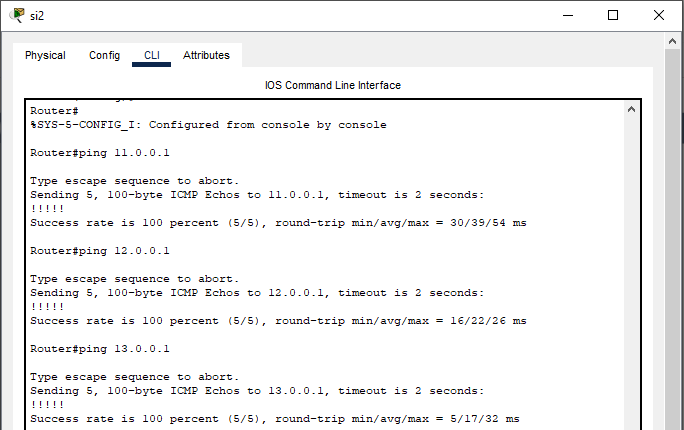 si2
Physical Config CLI Attributes
IOS Command Line Interface
Router#
%SYS-5-CONFIG_I: Configured from console by console
Router#ping 11.0.0.1
Type escape sequence to abort.
Sending 5, 100-byte ICMP Echos to 11.0.0.1, timeout is 2 seconds:
!!!!!
Success rate is 100 percent (5/5), round-trip min/avg/max = 30/39/54 ms
Router#ping 12.0.0.1
Type escape sequence to abort.
Sending 5, 100-byte ICMP Echos to 12.0.0.1, timeout is 2 seconds:
!!!!!
Success rate is 100 percent (5/5), round-trip min/avg/max = 16/22/26 ms
Router#ping 13.0.0.1
Type escape sequence to abort.
Sending 5, 100-byte ICMP Echos to 13.0.0.1, timeout is 2 seconds:
!!!!!
Success rate is 100 percent (5/5), round-trip min/avg/max = 5/17/32 ms